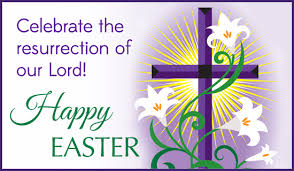 Celebrate the
resurrection of
our Lord!
Happy
EASTER